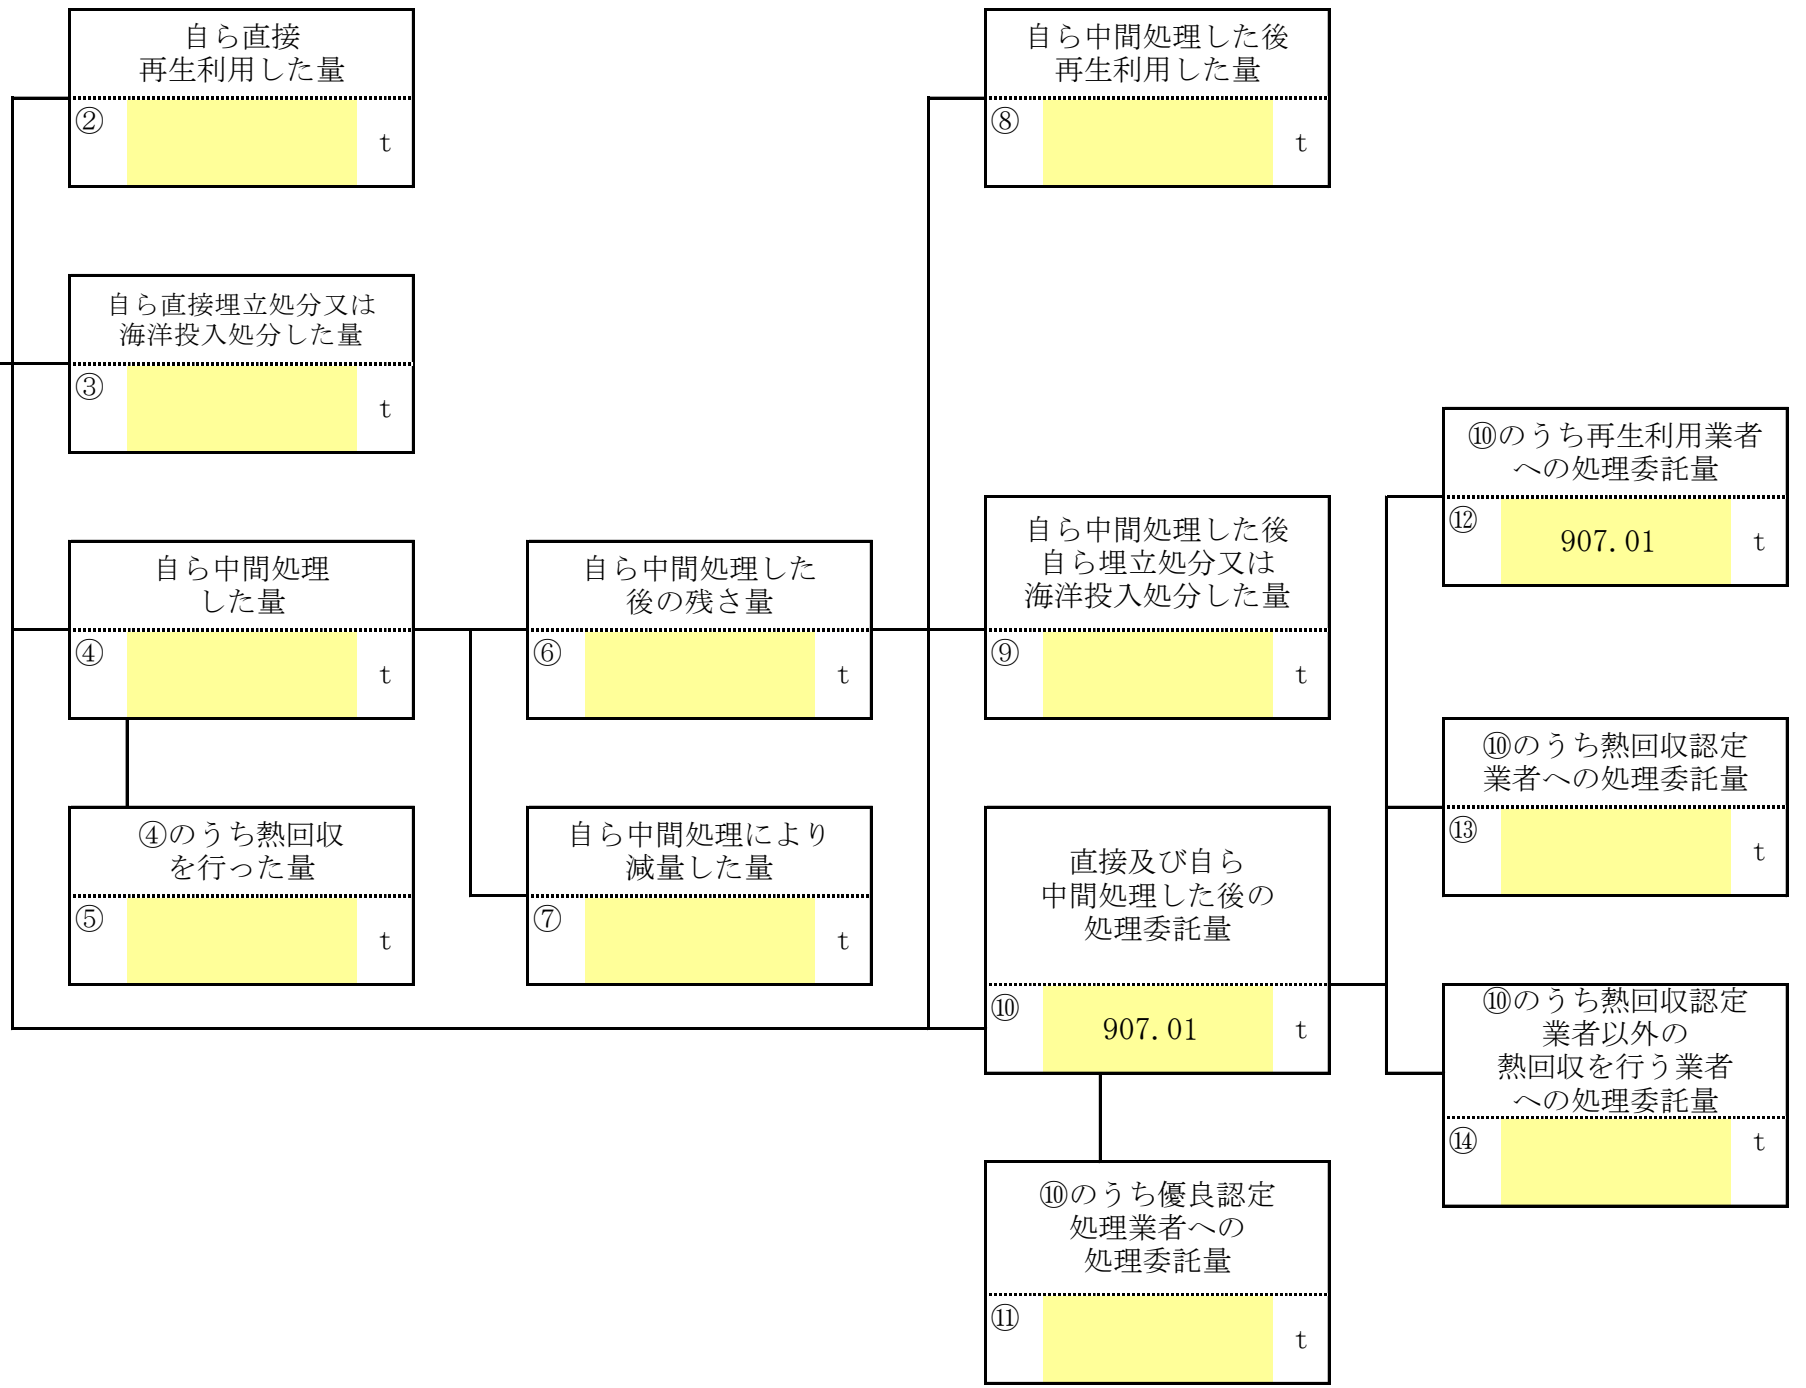 自ら直接
再生利用した量
②
t
自ら中間処理した後
再生利用した量
⑧
t
自ら直接埋立処分又は
海洋投入処分した量
③
t
⑩のうち再生利用業者
への処理委託量
⑫
907.01
t
自ら中間処理
した量
④
t
自ら中間処理した
後の残さ量
⑥
t
自ら中間処理した後
自ら埋立処分又は
海洋投入処分した量
⑨
t
⑩のうち熱回収認定
業者への処理委託量
⑬
t
④のうち熱回収
を行った量
⑤
t
自ら中間処理により
減量した量
⑦
t
直接及び自ら
中間処理した後の
処理委託量
⑩
907.01
t
⑩のうち熱回収認定
業者以外の
熱回収を行う業者
への処理委託量
⑭
t
⑩のうち優良認定
処理業者への
処理委託量
⑪
t